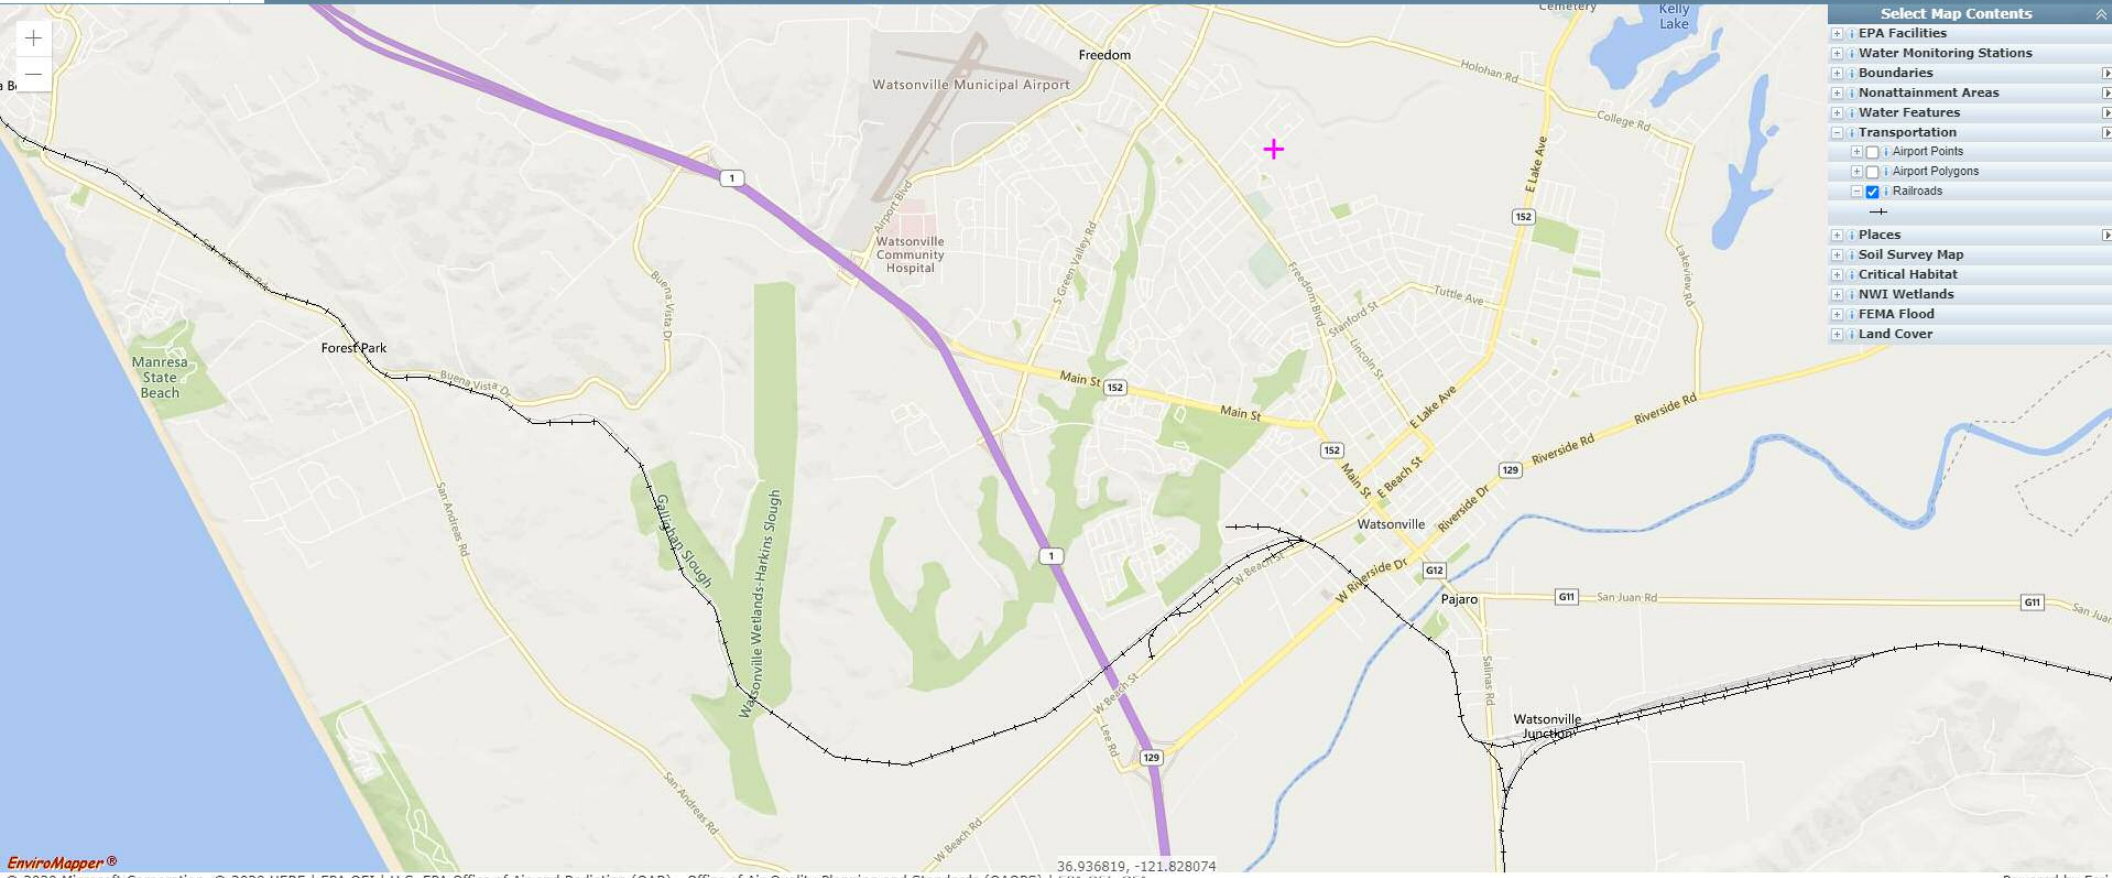 Cemetery
Kelly
Lake
Select Map Contents
EPA Facilities
Water Monitoring Stations
Boundaries
Nonattainment Areas
Water Features
Transportation
Airport Points
Airport Polygons
Railroads
Places
Soil Survey Map
Critical Habitat
NWI Wetlands
FEMA Flood
Land Cover
Freedom
Watsonville Municipal Airport
Holohan Rd
College Rd
E Lake Ave
1
152
Airport Blvd
Watsonville
Community
Hospital
S Green Valley Rd
San Andreas Rd
Buena Vista Dr
Freedom Blvd
Stanford St
Tuttle Ave
Lakeview Rd
Lincoln St
Forest Park
Manresa
State
Beach
Buena Vista Dr
Main St
152
Main St
E Lake Ave
Riverside Rd
Riverside Rd
152
129
Main St
E Beach St
Riverside Dr
San Andreas Rd
Gallighan Slough
Watsonville Wetlands-Harkins Slough
Watsonville
1
W Beach St
G12
W Riverside Dr
Pajaro
G11
San Juan Rd
G11
San Juan
Salinas Rd
W Beach St
Lee Rd
Watsonville
Junction
129
San Andreas Rd
W Beach Rd
EnviroMapper®
36.936819, -121.828074